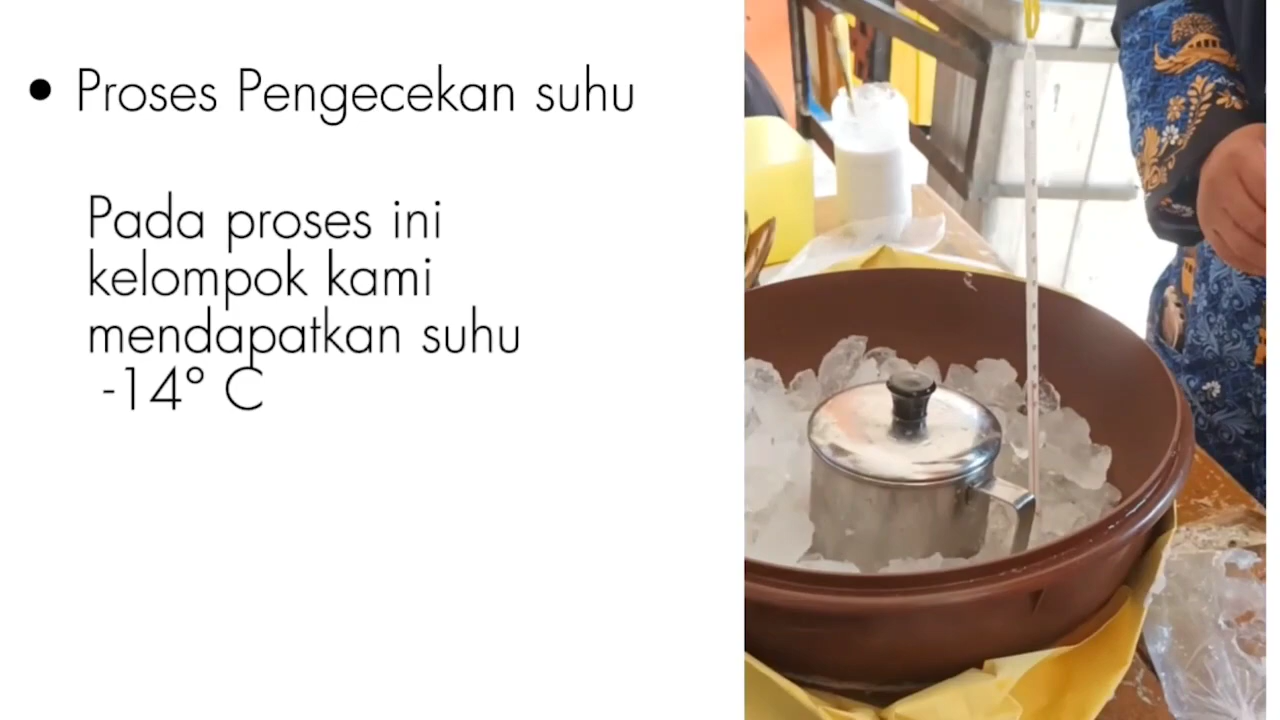 • Proses Pengecekan suhu
Pada proses ini
kelompok kami
mendapatkan suhu
-14° C